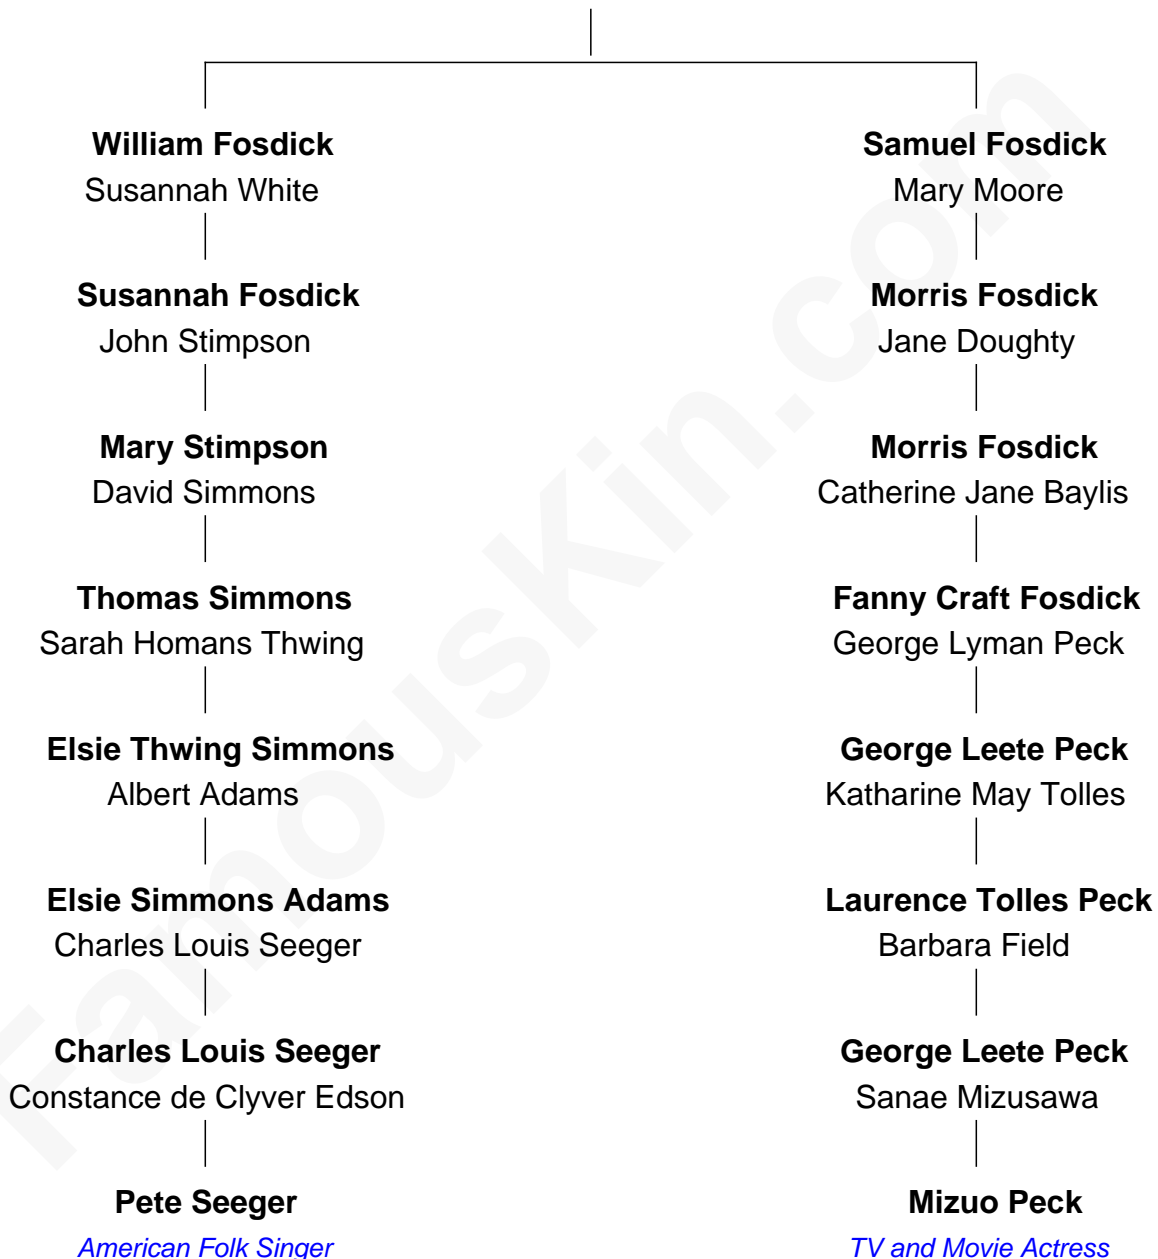 William Fosdick
Susannah White
Susannah Fosdick
John Stimpson
Mary Stimpson
David Simmons
Thomas Simmons
Sarah Homans Thwing
Elsie Thwing Simmons
Albert Adams
Elsie Simmons Adams
Charles Louis Seeger
Charles Louis Seeger
Constance de Clyver Edson
Pete Seeger
American Folk Singer
Samuel Fosdick
Mary Moore
Morris Fosdick
Jane Doughty
Morris Fosdick
Catherine Jane Baylis
Fanny Craft Fosdick
George Lyman Peck
George Leete Peck
Katharine May Tolles
Laurence Tolles Peck
Barbara Field
George Leete Peck
Sanae Mizusawa
Mizuo Peck
TV and Movie Actress
FamousKin.com